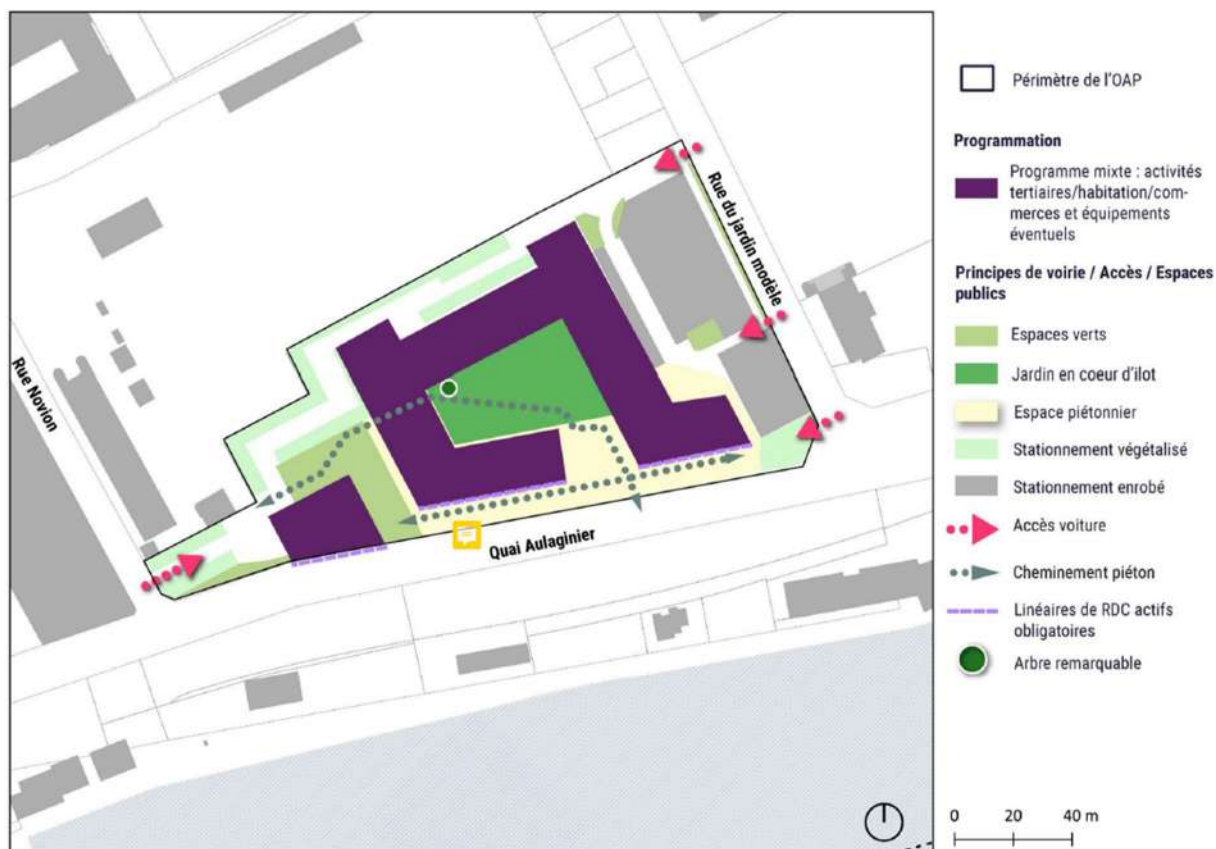 Rue du jardin modèle
Rue Novion
Quai Aulaginier
Périmètre de l'OAP
Programmation
Programme mixte : activités
tertiaires/habitation/com-
merces et équipements
éventuels
Principes de voirie / Accès / Espaces
publics
Espaces verts
Jardin en coeur d'ilot
Espace piétonnier
Stationnement végétalisé
Stationnement enrobé
Accès voiture
Cheminement piéton
Linéaires de RDC actifs
obligatoires
Arbre remarquable
0 20 40 m